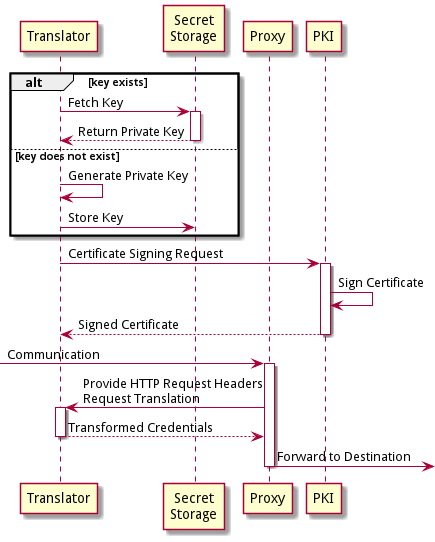 Translator
Secret
Storage
Proxy
PKI
alt
[key exists]
Fetch Key
Return Private Key
[key does not exist]
Generate Private Key
Store Key
Certificate Signing Request
Sign Certificate
Signed Certificate
Communication
Provide HTTP Request Headers
Request Translation
Transformed Credentials
Forward to Destination
Translator
Secret
Storage
Proxy
PKI